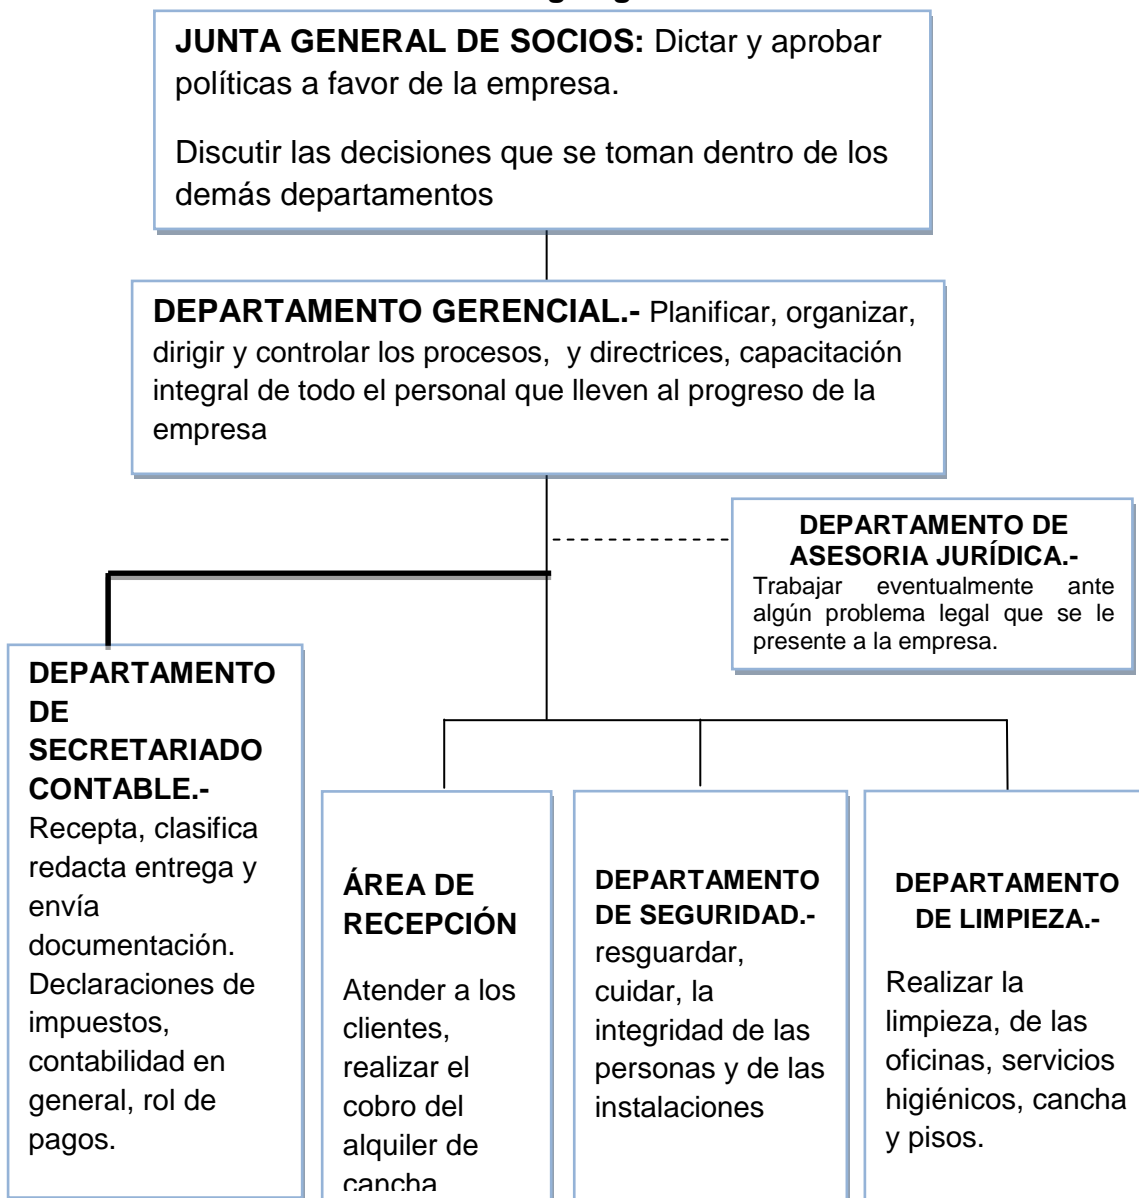 JUNTA GENERAL DE SOCIOS: Dictar y aprobar
políticas a favor de la empresa.
Discutir las decisiones que se toman dentro de los
demás departamentos
DEPARTAMENTO GERENCIAL.- Planificar, organizar,
dirigir y controlar los procesos, y directrices, capacitación
integral de todo el personal que lleven al progreso de la
empresa
DEPARTAMENTO DE
ASESORIA JURÍDICA.-
Trabajar eventualmente ante
algún problema legal que se le
presente a la empresa.
DEPARTAMENTO
DE
SECRETARIADO
CONTABLE.-
Recepta, clasifica
redacta entrega y
envía
documentación.
Declaraciones de
impuestos,
contabilidad en
general, rol de
pagos.
ÁREA DE
RECEPCIÓN
Atender a los
clientes,
realizar el
cobro del
alquiler de
cancha
DEPARTAMENTO
DE SEGURIDAD.-
resguardar,
cuidar, la
integridad de las
personas y de las
instalaciones
DEPARTAMENTO
DE LIMPIEZA.-
Realizar la
limpieza, de las
oficinas, servicios
higiénicos, cancha
y pisos.